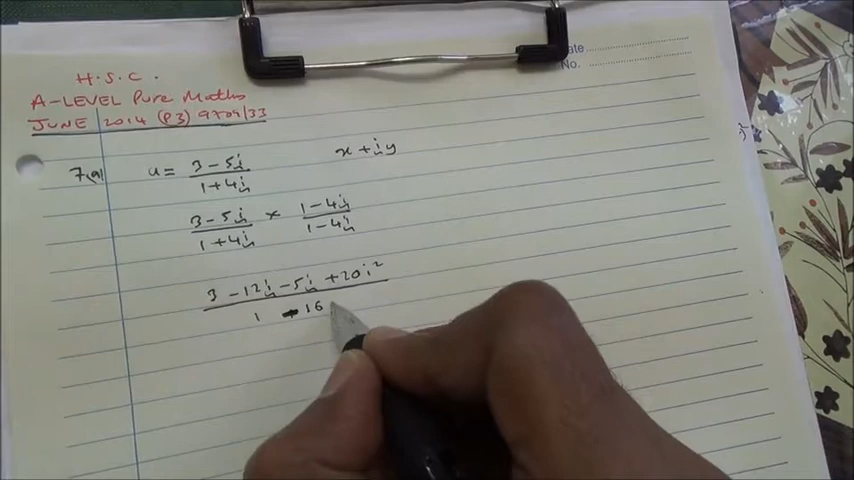 ate
No.
H.S.C.
A-LEVEL Pure Maths
JUNE 2014 (P3) 9709/33
7(a) u = 3-5i / 1+4i x+iy
3-5i / 1+4i × 1-4i / 1-4i
3-12i-5i+20i²
1 - 16